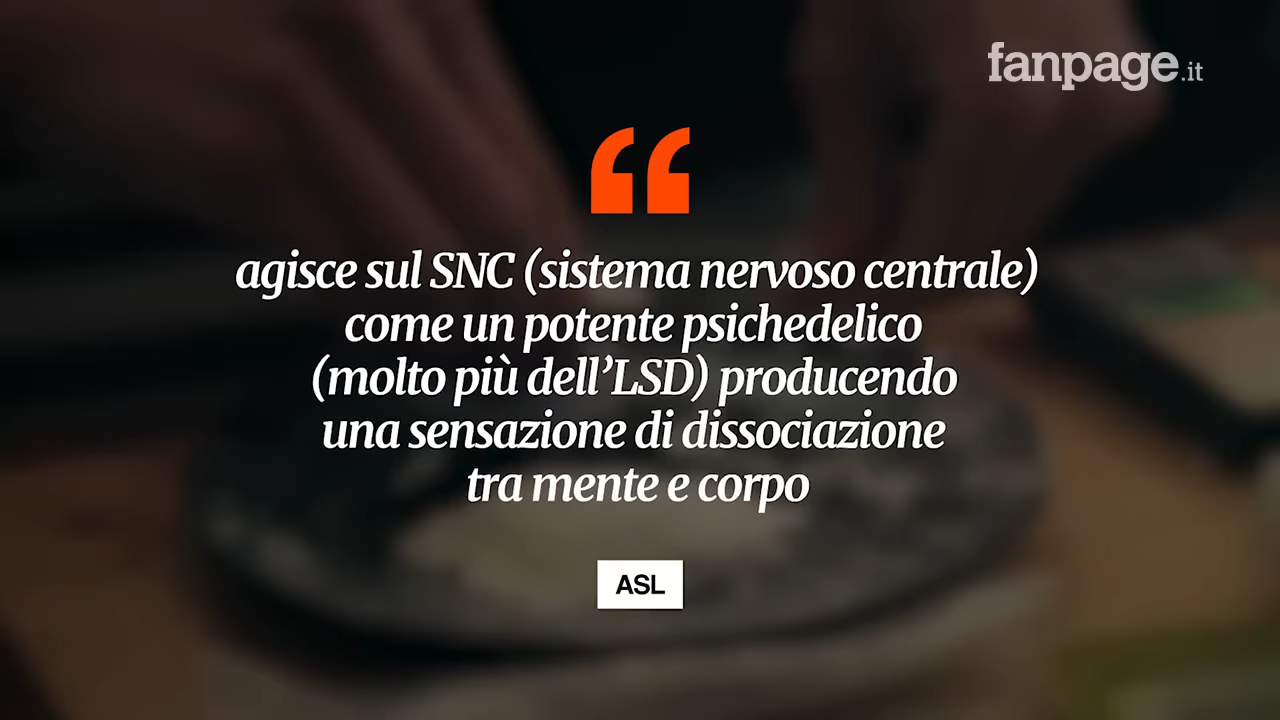 fanpage.it
“
agisce sul SNC (sistema nervoso centrale)
come un potente psichedelico
(molto più dell’LSD) producendo
una sensazione di dissociazione
tra mente e corpo
ASL